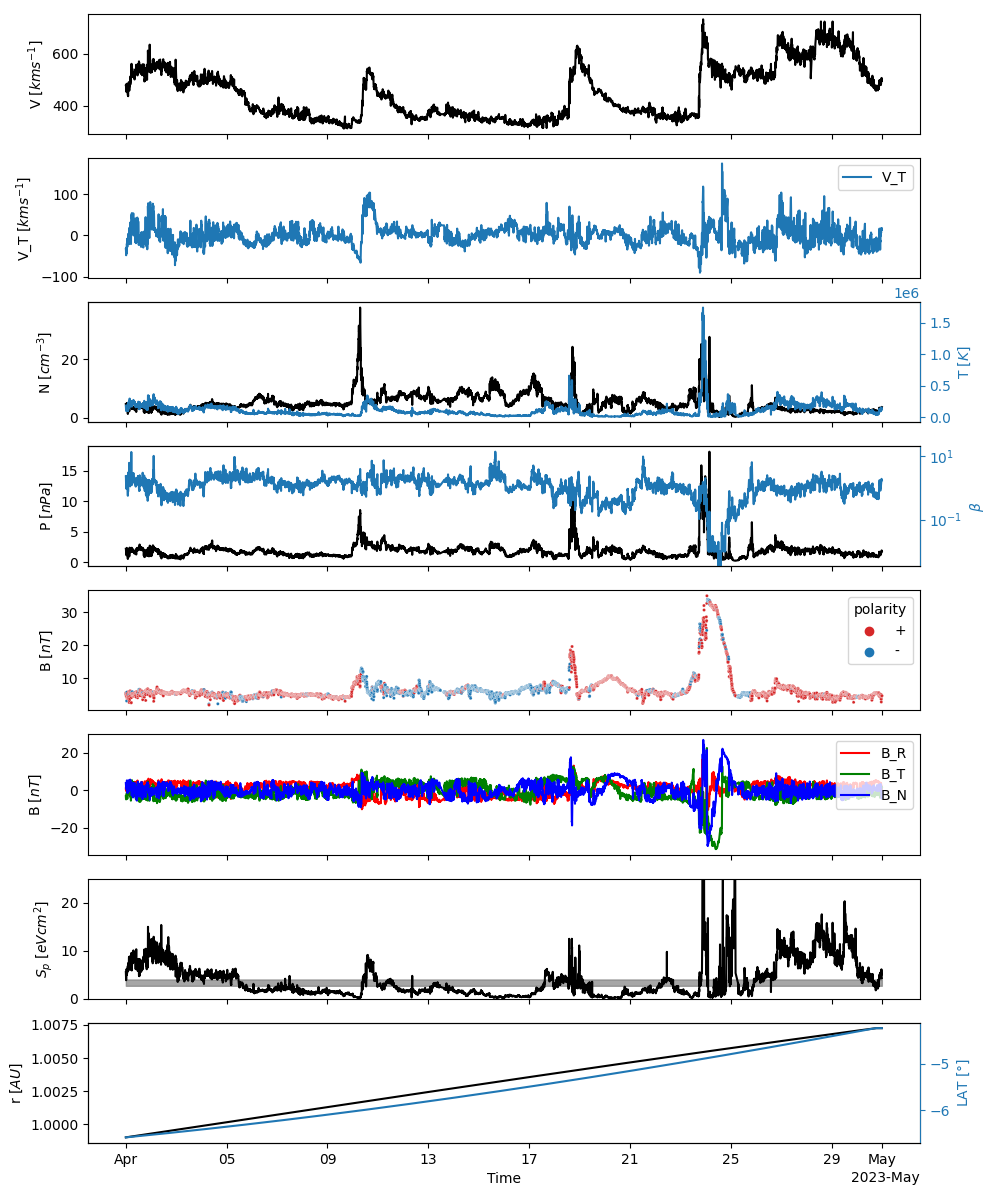 V [kms⁻¹]
600
400
V_T [kms⁻¹]
100
0
−100
V_T
N [cm⁻³]
20
0
1e6
1.5
1.0
0.5
0.0
T [K]
P [nPa]
15
10
5
0
10¹
10⁻¹
β
B [nT]
30
20
10
polarity
+
-
B [nT]
20
0
−20
B_R
B_T
B_N
Sₚ [eVcm²]
20
10
0
r [AU]
1.0075
1.0050
1.0025
1.0000
−5
−6
LAT [°]
Apr 05 09 13 17 21 25 29 May
Time
2023-May